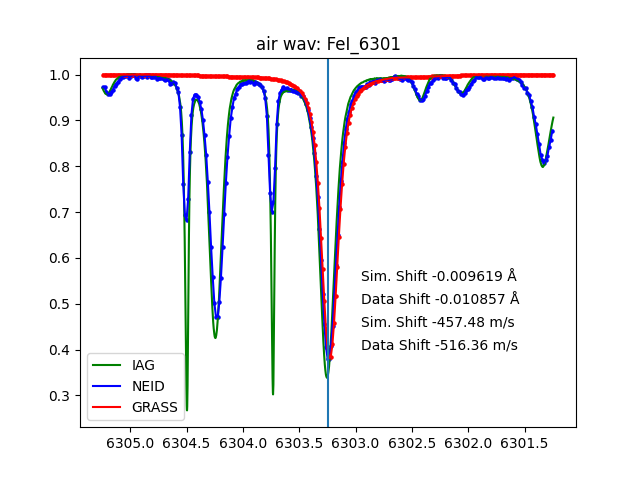 air wav: FeI_6301
1.0
0.9
0.8
0.7
0.6
0.5
0.4
0.3
Sim. Shift -0.009619 Å
Data Shift -0.010857 Å
Sim. Shift -457.48 m/s
Data Shift -516.36 m/s
IAG
NEID
GRASS
6305.0 6304.5 6304.0 6303.5 6303.0 6302.5 6302.0 6301.5